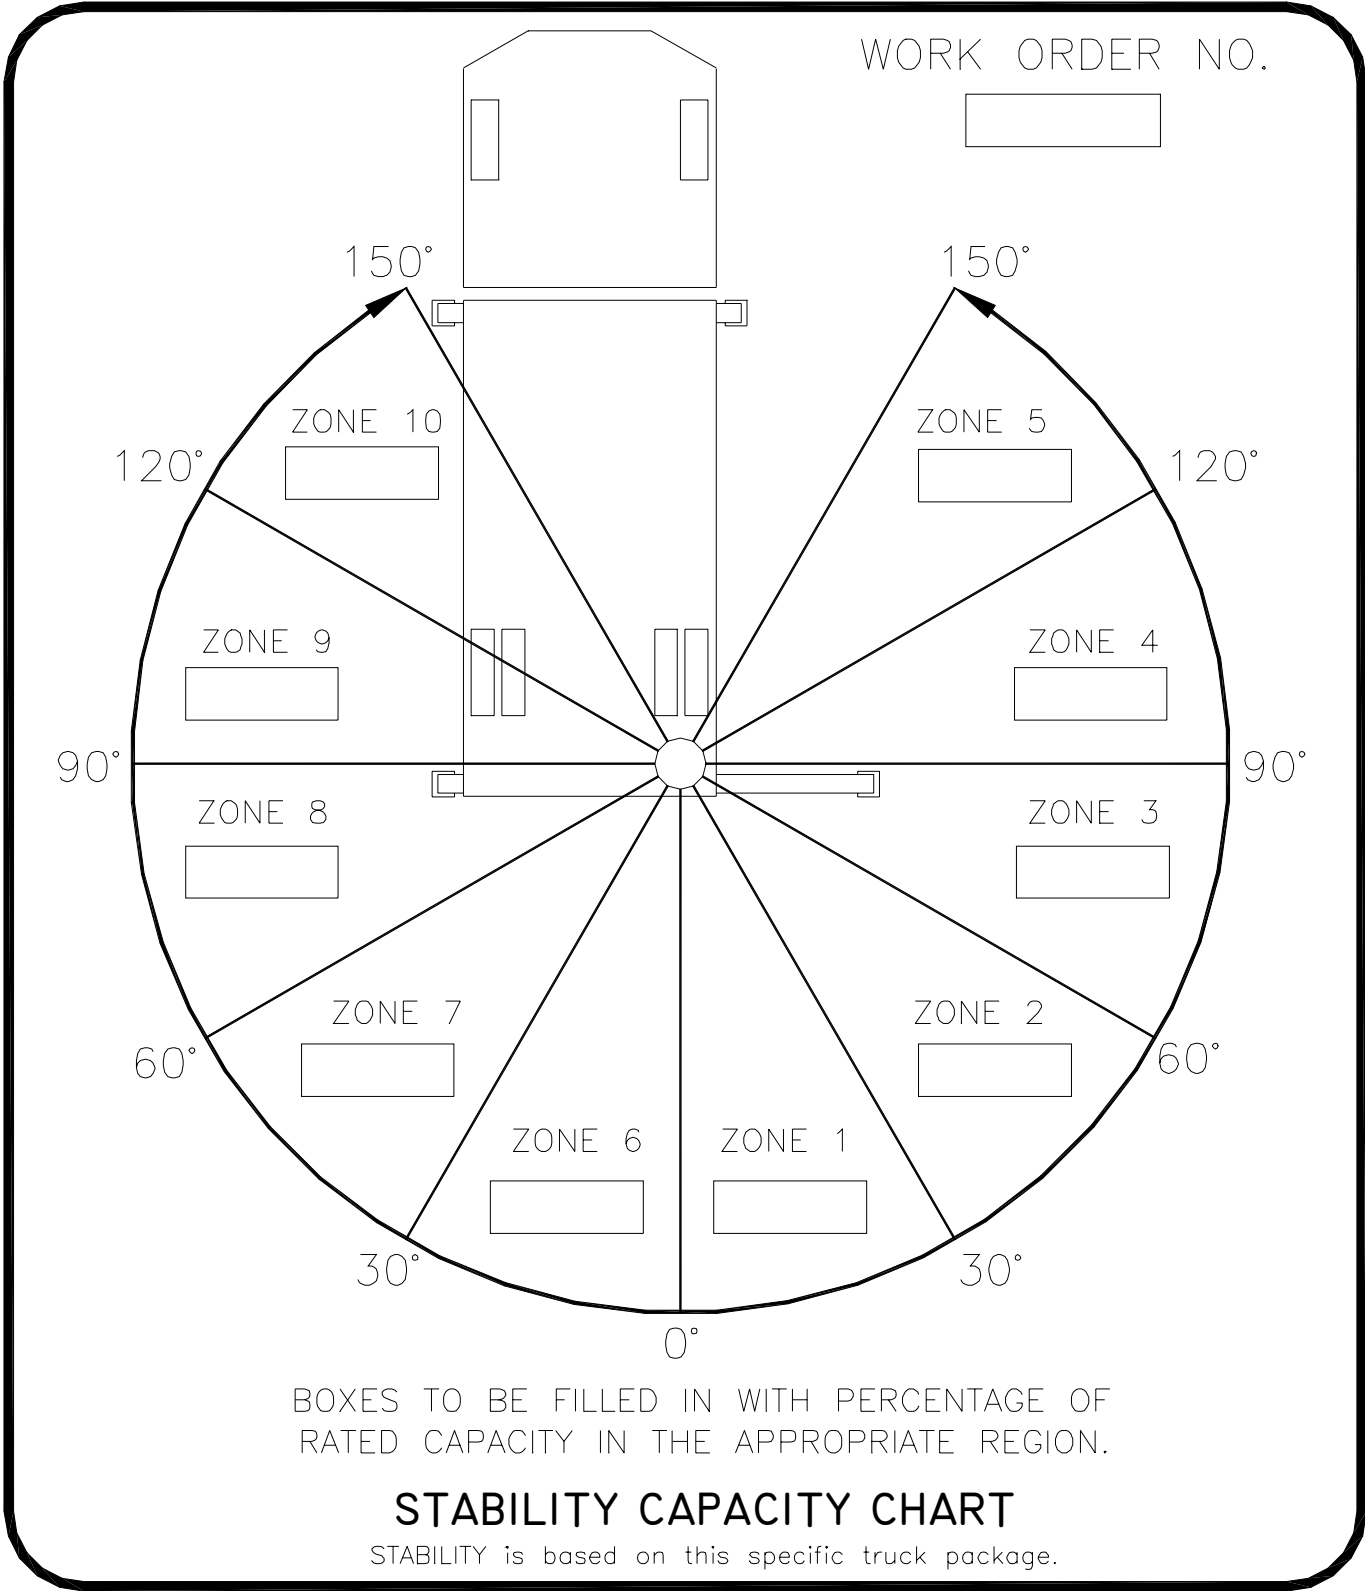 WORK ORDER NO.
150°
150°
ZONE 10
ZONE 5
120°
120°
ZONE 9
ZONE 4
90°
90°
ZONE 8
ZONE 3
ZONE 7
ZONE 2
60°
60°
ZONE 6
ZONE 1
30°
30°
0°
BOXES TO BE FILLED IN WITH PERCENTAGE OF
RATED CAPACITY IN THE APPROPRIATE REGION.
STABILITY CAPACITY CHART
STABILITY is based on this specific truck package.